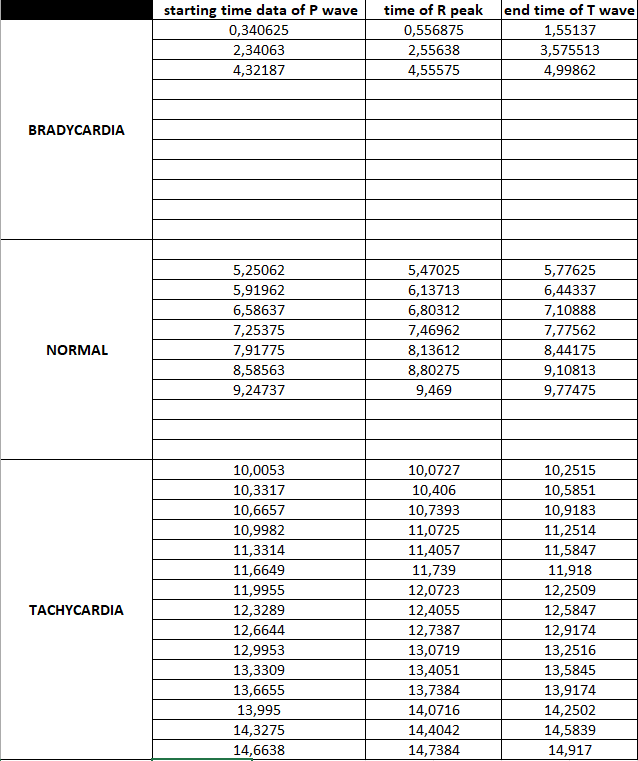 starting time data of P wave time of R peak end time of T wave
0,340625 0,556875 1,55137
2,34063 2,55638 3,575513
4,32187 4,55575 4,99862
BRADYCARDIA
5,25062 5,47025 5,77625
5,91962 6,13713 6,44337
6,58637 6,80312 7,10888
7,25375 7,46962 7,77562
NORMAL 7,91775 8,13612 8,44175
8,58563 8,80275 9,10813
9,24737 9,469 9,77475
10,0053 10,0727 10,2515
10,3317 10,406 10,5851
10,6657 10,7393 10,9183
10,9982 11,0725 11,2514
11,3314 11,4057 11,5847
11,6649 11,739 11,918
11,9955 12,0723 12,2509
TACHYCARDIA 12,3289 12,4055 12,5847
12,6644 12,7387 12,9174
12,9953 13,0719 13,2516
13,3309 13,4051 13,5845
13,6655 13,7384 13,9174
13,995 14,0716 14,2502
14,3275 14,4042 14,5839
14,6638 14,7384 14,917